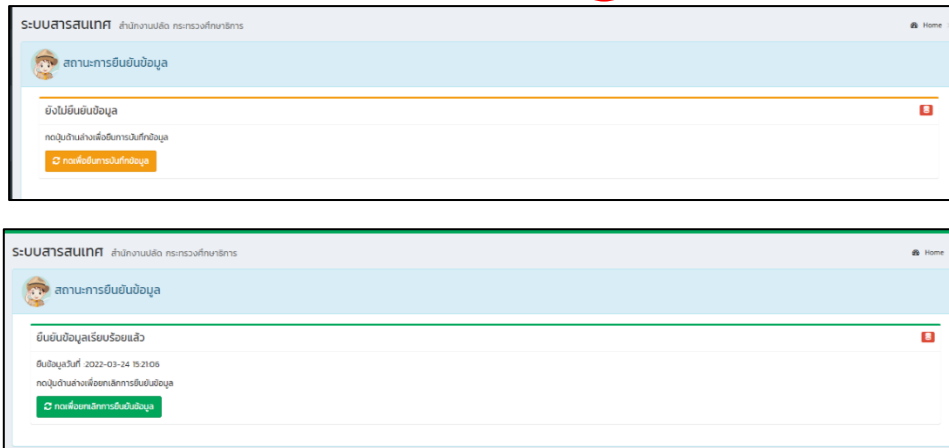 ระบบสารสนเทศ สำนักงานปลัด กระทรวงศึกษาธิการ Home
สถานะการยืนยันข้อมูล
ยังไม่ยืนยันข้อมูล
กดปุ่มด้านล่างเพื่อยืนการบันทึกข้อมูล
กดเพื่อยืนการบันทึกข้อมูล
ระบบสารสนเทศ สำนักงานปลัด กระทรวงศึกษาธิการ Home
สถานะการยืนยันข้อมูล
ยืนยันข้อมูลเรียบร้อยแล้ว
ยืนข้อมูลวันที่ 2022-03-24 15:21:06
กดปุ่มด้านล่างเพื่อยกเลิกการยืนยันข้อมูล
กดเพื่อยกเลิกการยืนยันข้อมูล